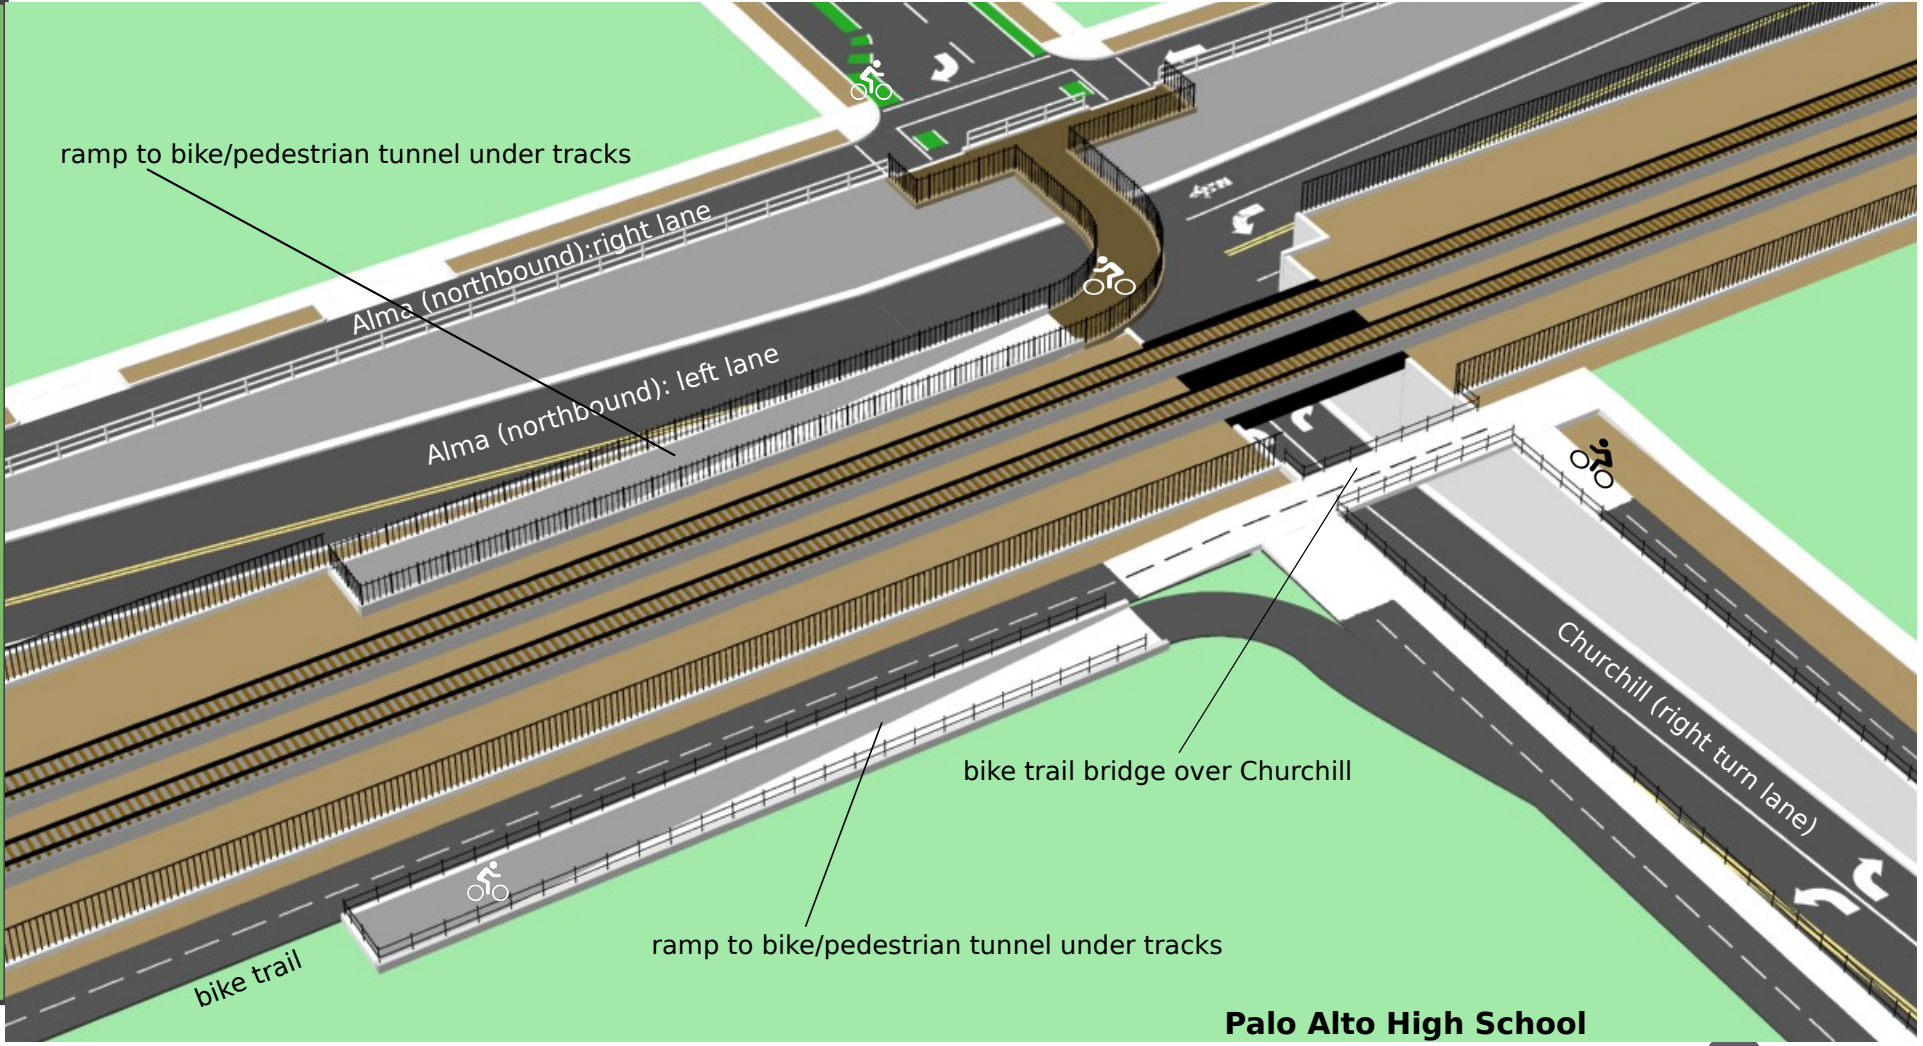 ramp to bike/pedestrian tunnel under tracks
Alma (northbound):right lane
Alma (northbound): left lane
Churchill (right turn lane)
bike trail bridge over Churchill
ramp to bike/pedestrian tunnel under tracks
bike trail
Palo Alto High School